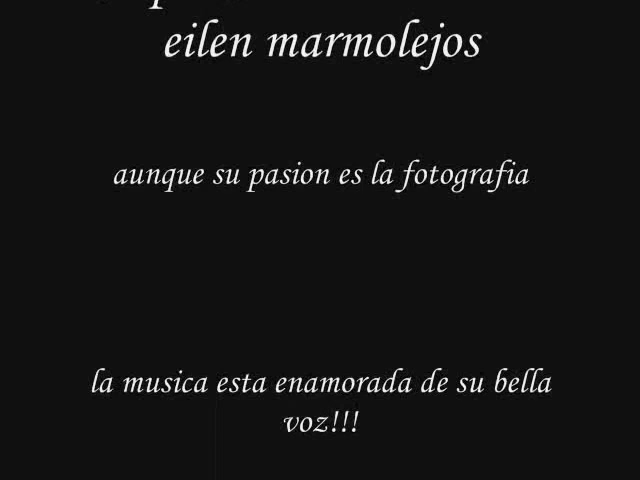 eilen marmolejos
aunque su pasion es la fotografia
la musica esta enamorada de su bella
voz!!!